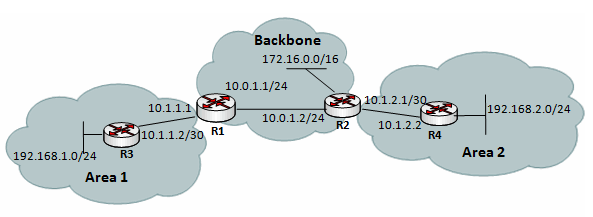 Backbone
172.16.0.0/16
10.0.1.1/24
10.1.2.1/30
192.168.2.0/24
10.1.1.1
R1
10.0.1.2/24
R2
10.1.2.2
R4
10.1.1.2/30
192.168.1.0/24
R3
Area 2
Area 1